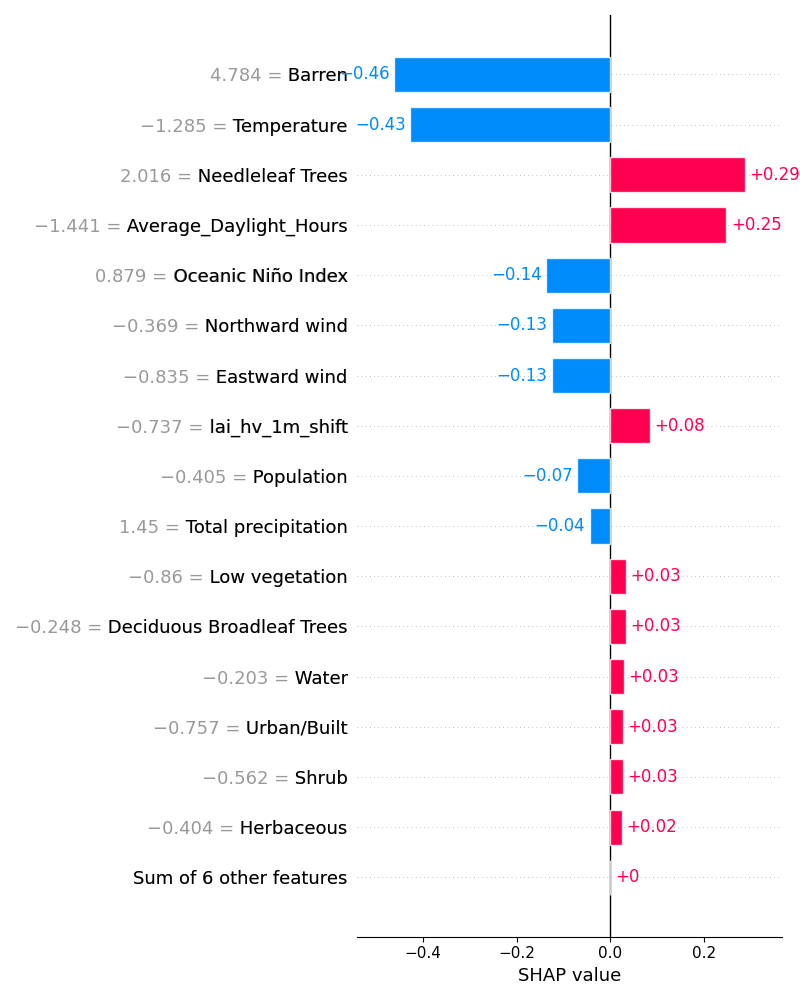 4.784 = Barren −0.46
−1.285 = Temperature −0.43
2.016 = Needleleaf Trees +0.29
−1.441 = Average_Daylight_Hours +0.25
0.879 = Oceanic Niño Index −0.14
−0.369 = Northward wind −0.13
−0.835 = Eastward wind −0.13
−0.737 = lai_hv_1m_shift +0.08
−0.405 = Population −0.07
1.45 = Total precipitation −0.04
−0.86 = Low vegetation +0.03
−0.248 = Deciduous Broadleaf Trees +0.03
−0.203 = Water +0.03
−0.757 = Urban/Built +0.03
−0.562 = Shrub +0.03
−0.404 = Herbaceous +0.02
Sum of 6 other features +0
−0.4 −0.2 0.0 0.2
SHAP value